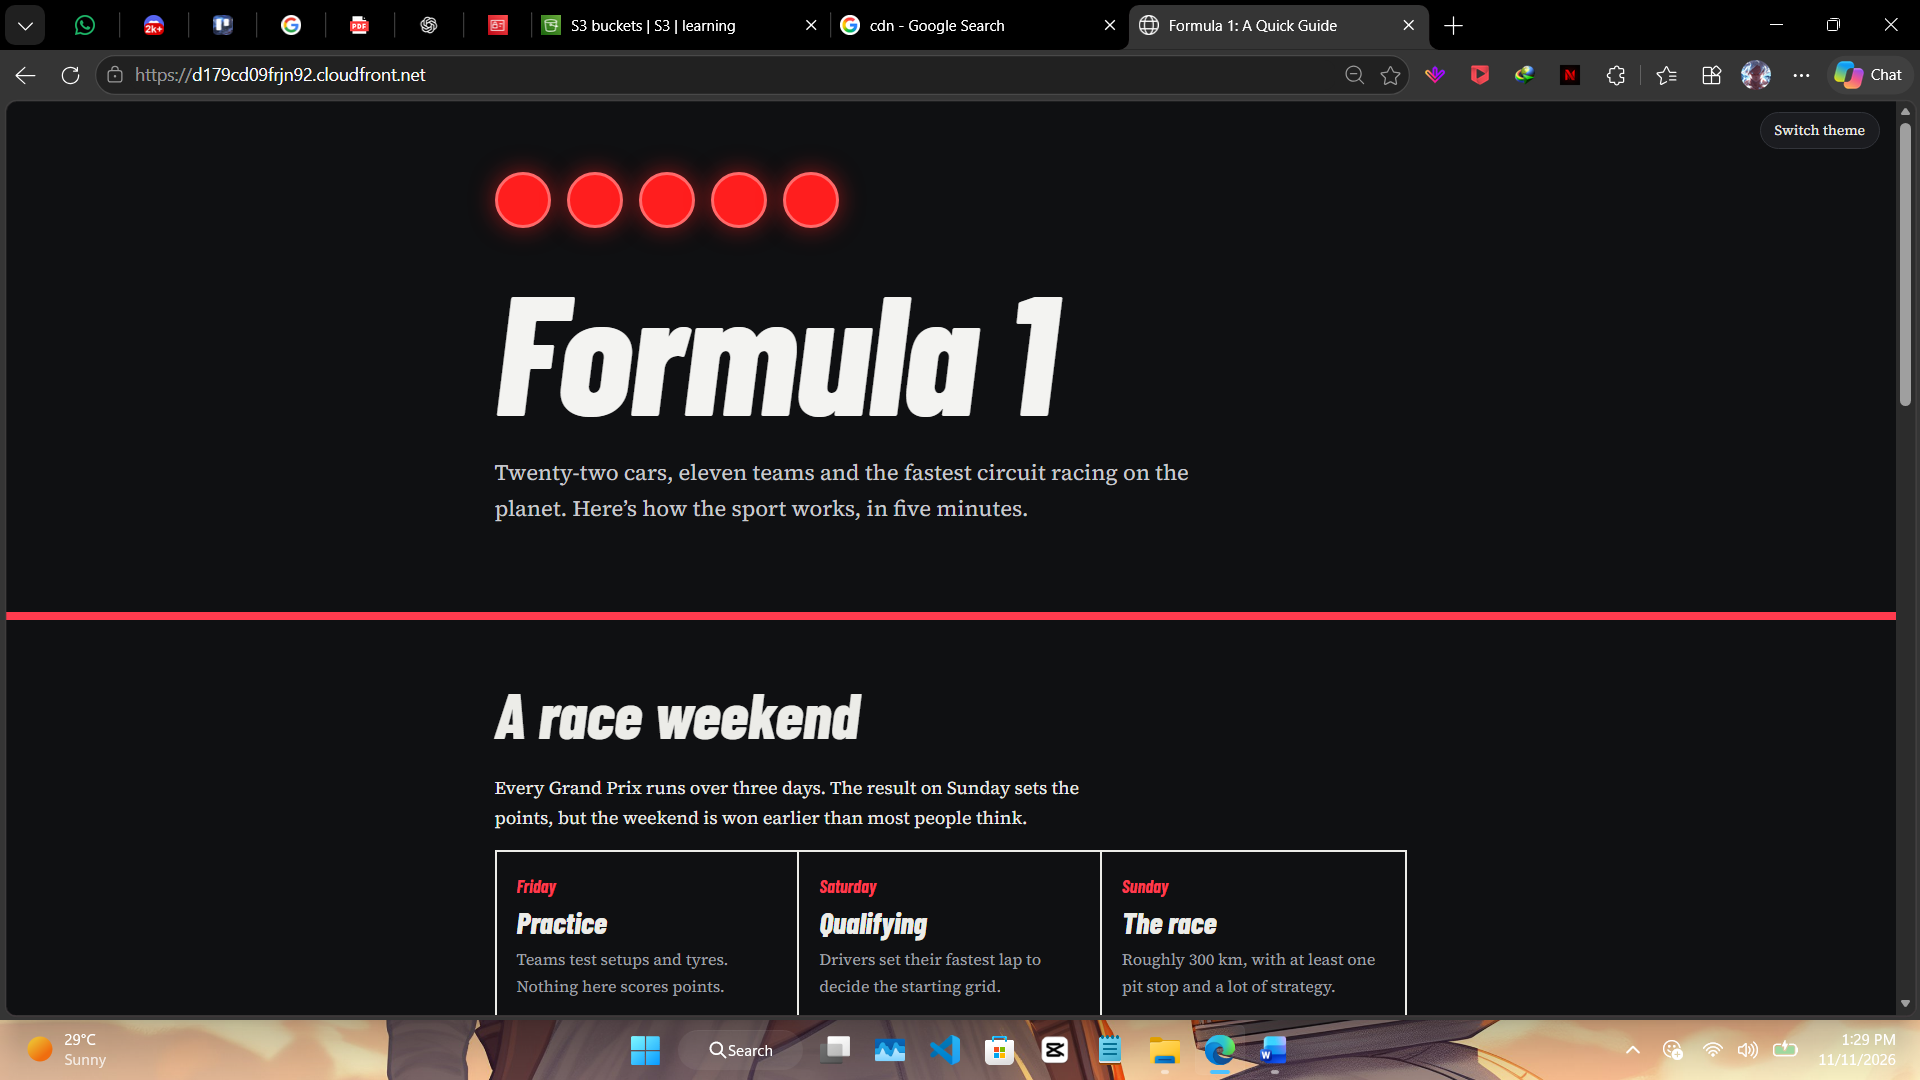 2k+
PDF
S3 buckets | S3 | learning
cdn - Google Search
Formula 1: A Quick Guide
https://d179cd09frjn92.cloudfront.net
N
Chat
Switch theme
Formula 1
Twenty-two cars, eleven teams and the fastest circuit racing on the
planet. Here’s how the sport works, in five minutes.
A race weekend
Every Grand Prix runs over three days. The result on Sunday sets the
points, but the weekend is won earlier than most people think.
Friday
Practice
Teams test setups and tyres.
Nothing here scores points.
Saturday
Qualifying
Drivers set their fastest lap to
decide the starting grid.
Sunday
The race
Roughly 300 km, with at least one
pit stop and a lot of strategy.
29°C
Sunny
Search
W
1:29 PM
11/11/2026